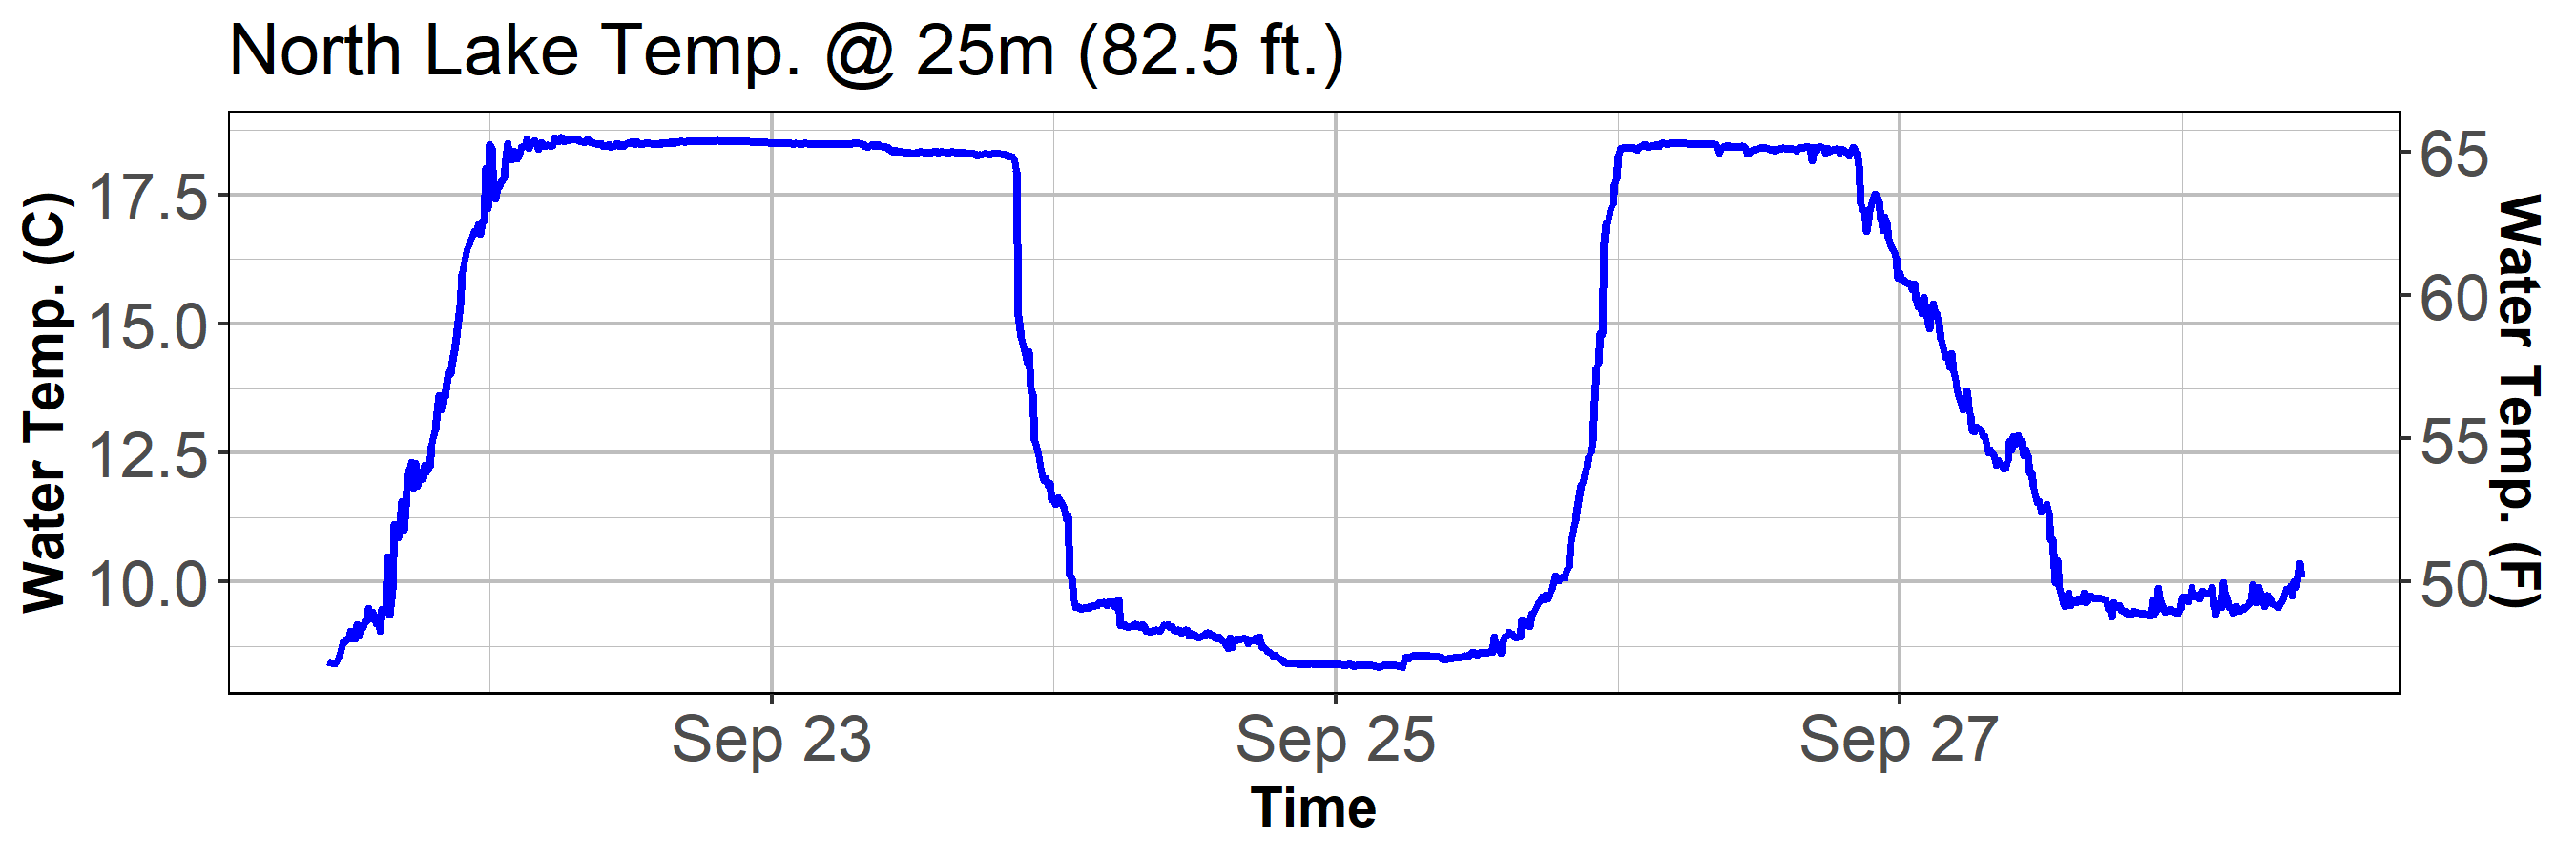 North Lake Temp. @ 25m (82.5 ft.)
Water Temp. (C)
17.5
15.0
12.5
10.0
65
60
55
50
Water Temp. (F)
Sep 23 Sep 25 Sep 27
Time